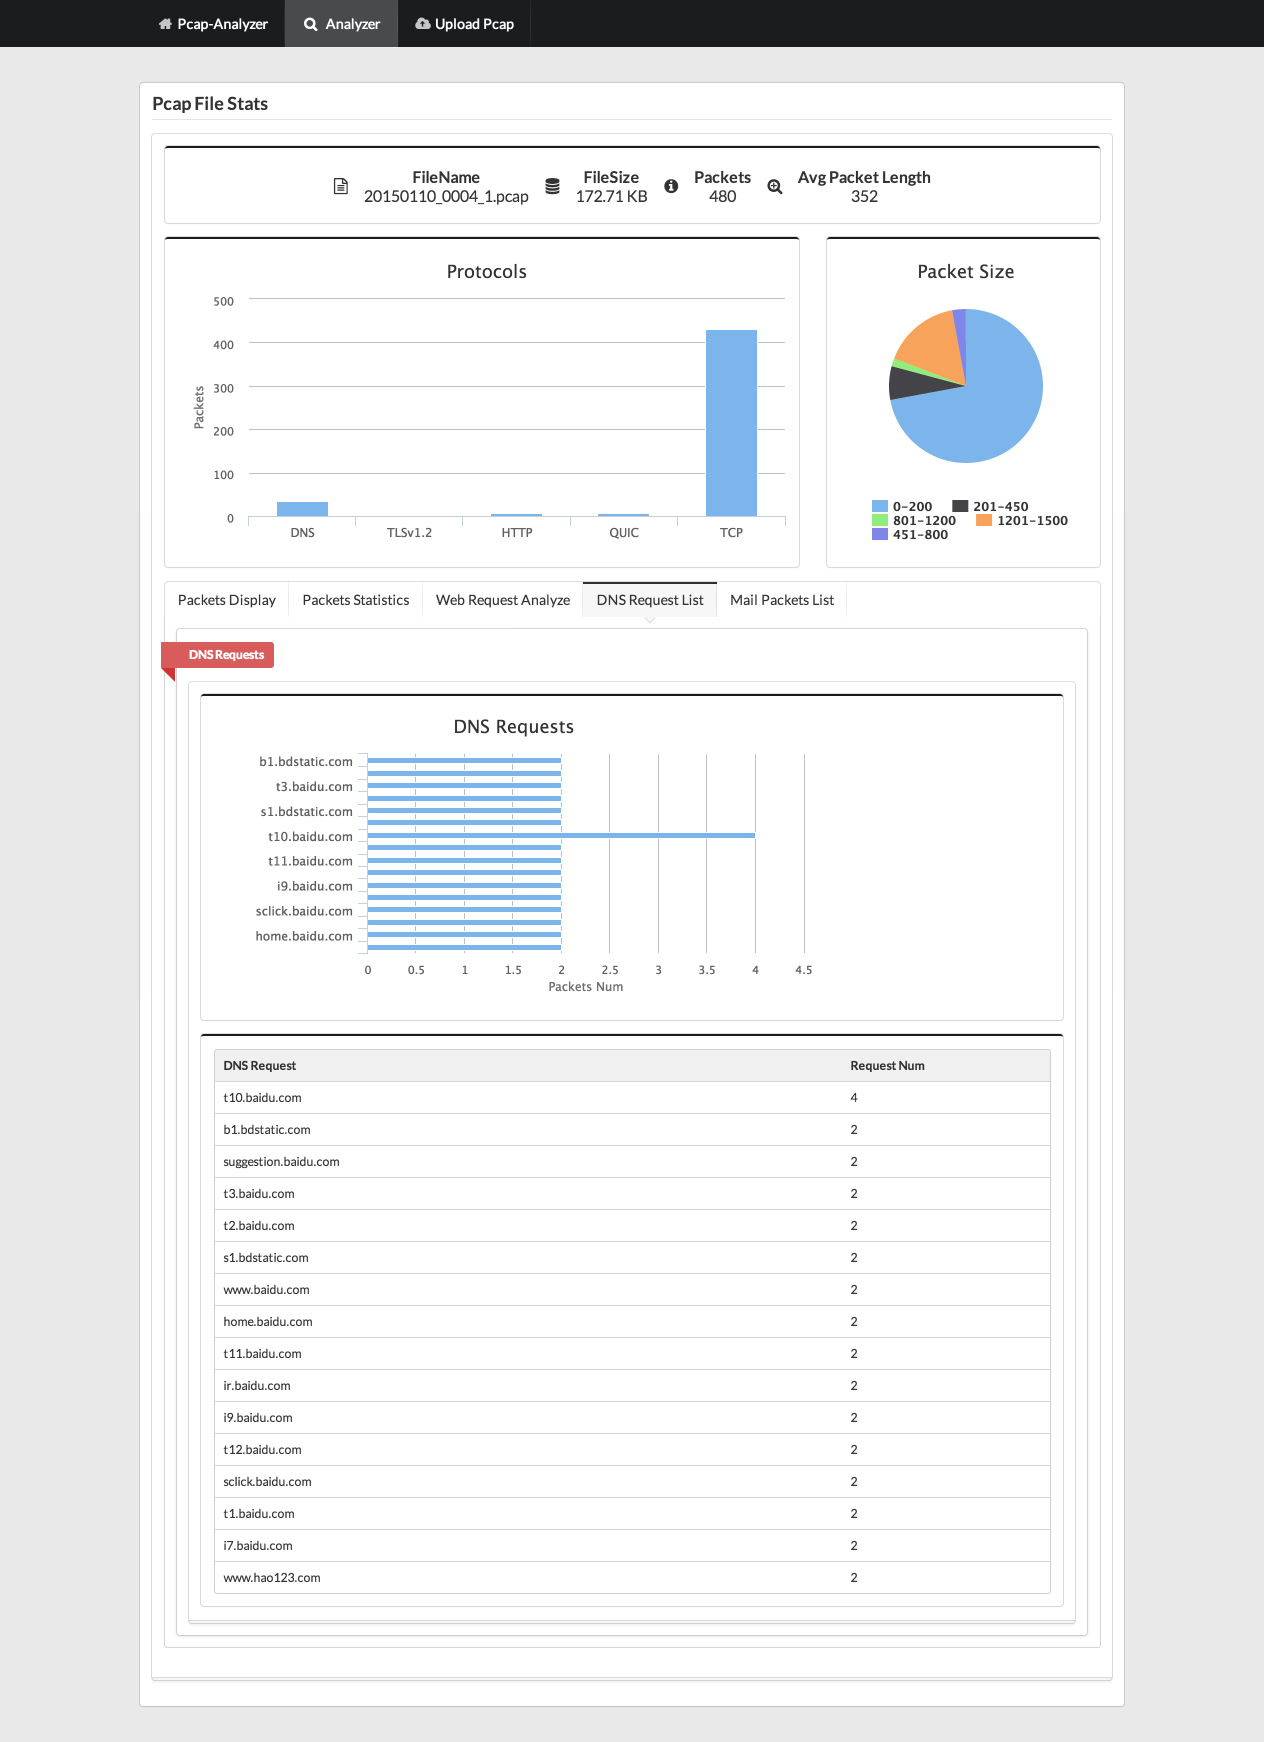 Pcap-Analyzer Analyzer Upload Pcap
Pcap File Stats
FileName FileSize Packets Avg Packet Length
20150110_0004_1.pcap 172.71 KB 480 352
Protocols
500
400
300
200
100
0
Packets
DNS TLSv1.2 HTTP QUIC TCP
Packet Size
0-200 201-450
801-1200 1201-1500
451-800
Packets Display Packets Statistics Web Request Analyze DNS Request List Mail Packets List
DNS Requests
DNS Requests
b1.bdstatic.com
t3.baidu.com
s1.bdstatic.com
t10.baidu.com
t11.baidu.com
i9.baidu.com
sclick.baidu.com
home.baidu.com
0 0.5 1 1.5 2 2.5 3 3.5 4 4.5
Packets Num
DNS Request Request Num
t10.baidu.com 4
b1.bdstatic.com 2
suggestion.baidu.com 2
t3.baidu.com 2
t2.baidu.com 2
s1.bdstatic.com 2
www.baidu.com 2
home.baidu.com 2
t11.baidu.com 2
ir.baidu.com 2
i9.baidu.com 2
t12.baidu.com 2
sclick.baidu.com 2
t1.baidu.com 2
i7.baidu.com 2
www.hao123.com 2